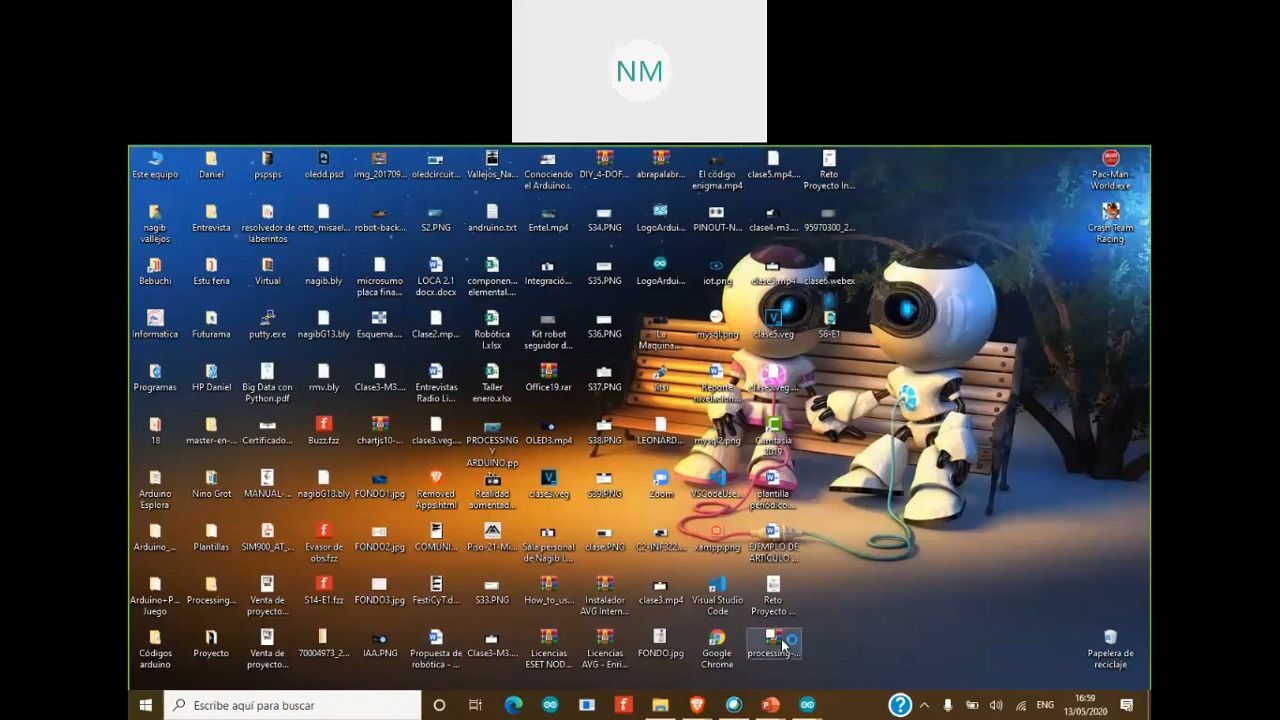 NM
Este equipo
Daniel
pspsps
oledd.psd
img_201709...
oledcircuit...
Vallejos_Na...
Conociendo
el Arduino...
DIY_4-DOF...
abrapalabr...
El código
enigma.mp4
clase5.mp4....
Reto
Proyecto In...
Pac-Man
World.exe
nagib
vallejos
Entrevista
resolvedor de
laberintos
otto_misael...
robot-back...
S2.PNG
andruino.txt
Entel.mp4
S34.PNG
LogoArdui...
PINOUT-N...
clase4-m3....
95970300_2...
Crash Team
Racing
Bebuchi
Estu feria
Virtual
nagib.bly
microsumo
placa fina...
LOCA 2.1
docx.docx
componen...
elemental....
Integració...
S35.PNG
LogoArdui...
iot.png
clase5.mp4
clase6.webex
Informatica
Futurama
putty.exe
nagibG13.bly
Esquema....
Clase2.mp...
Robótica
I.xlsx
Kit robot
seguidor d...
S36.PNG
La
Maquina....
mysql.png
clase5.veg
S6-E1
Programas
HP Daniel
Big Data con
Python.pdf
rmv.bly
Clase3-M3....
Entrevistas
Radio Li...
Taller
enero.xlsx
Office19.rar
S37.PNG
Jitsi
Reporte
nivelacion...
clase5.veg....
18
master-en-...
Certificado...
Buzz.fzz
chartjs10-...
clase3.veg....
PROCESSING
Y
ARDUINO.pp
tx
OLED3.mp4
S38.PNG
LEONARD...
mysql2.png
Camtasia
2019
Arduino
Esplora
Nino Grot
MANUAL-...
nagibG18.bly
FONDO1.jpg
Removed
Apps.html
Realidad
aumentad...
clase3.veg
S39.PNG
Zoom
VSCodeUse...
plantilla
periodico...
Arduino_...
Plantillas
SIM900_AT_...
Evasor de
obs.fzz
FONDO2.jpg
COMUNI...
Piso-21-Mi...
Sala personal
de Nagib L...
clase.PNG
C2-INF322...
xampp.png
EJEMPLO DE
ARTÍCULO ...
Arduino+P...
Juego
Processing...
Venta de
proyecto...
S14-E1.fzz
FONDO3.jpg
FestiCyT.d...
S33.PNG
How_to_us...
Instalador
AVG Intern...
clase3.mp4
Visual Studio
Code
Reto
Proyecto ...
Códigos
arduino
Proyecto
Venta de
proyecto...
70004973_2...
IAA.PNG
Propuesta de
robótica - ...
Clase3-M3....
Licencias
ESET NOD...
Licencias
AVG - Enri...
FONDO.jpg
Google
Chrome
processing-...
Papelera de
reciclaje
Escribe aquí para buscar
ENG
16:59
13/05/2020